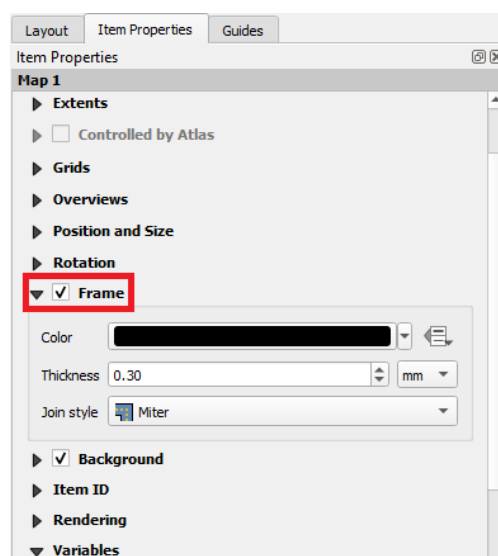 Layout Item Properties Guides
Item Properties
Map 1
Extents
Controlled by Atlas
Grids
Overviews
Position and Size
Rotation
Frame
Color
Thickness 0.30 mm
Join style Miter
Background
Item ID
Rendering
Variables